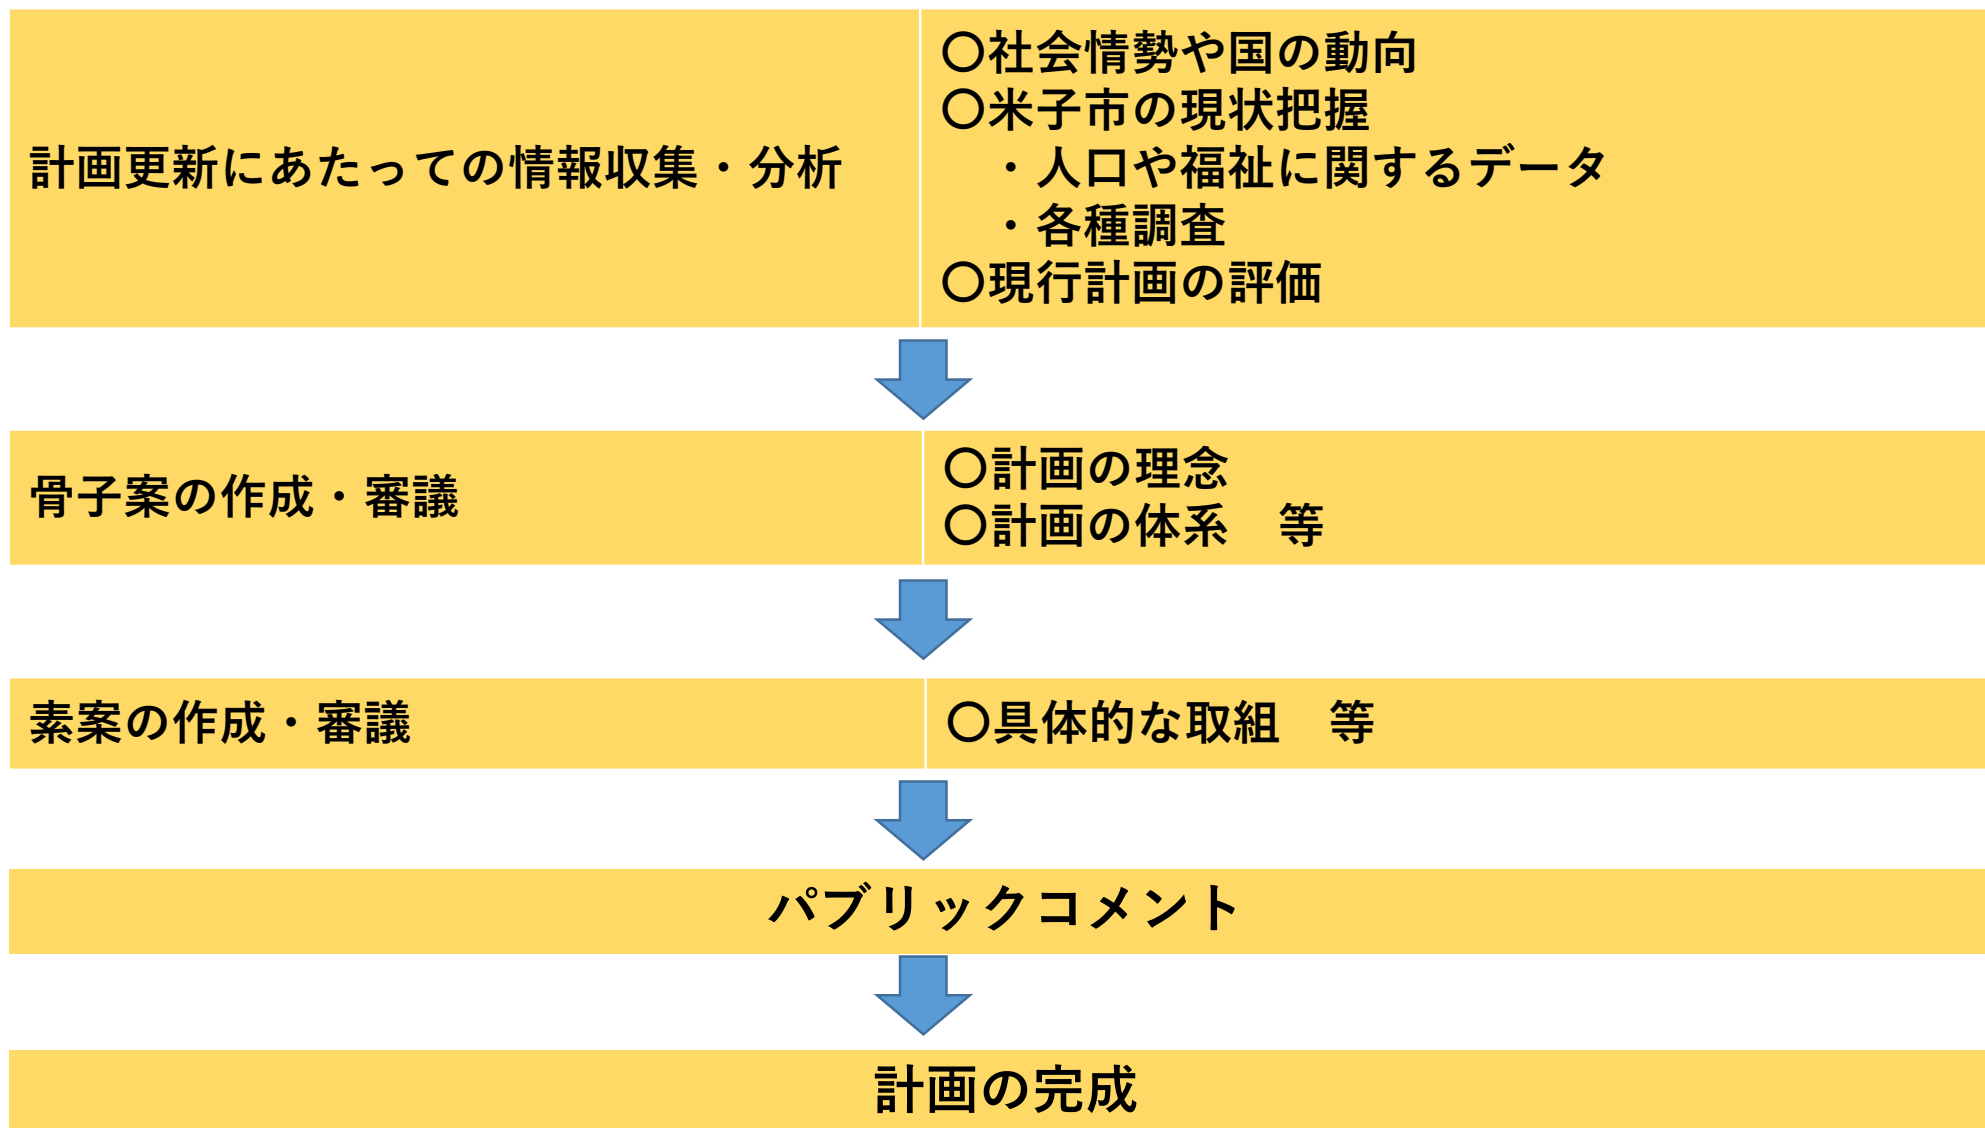 計画更新にあたっての情報収集・分析
〇社会情勢や国の動向
〇米子市の現状把握
・人口や福祉に関するデータ
・各種調査
〇現行計画の評価
骨子案の作成・審議
〇計画の理念
〇計画の体系　等
素案の作成・審議
〇具体的な取組　等
パブリックコメント
計画の完成